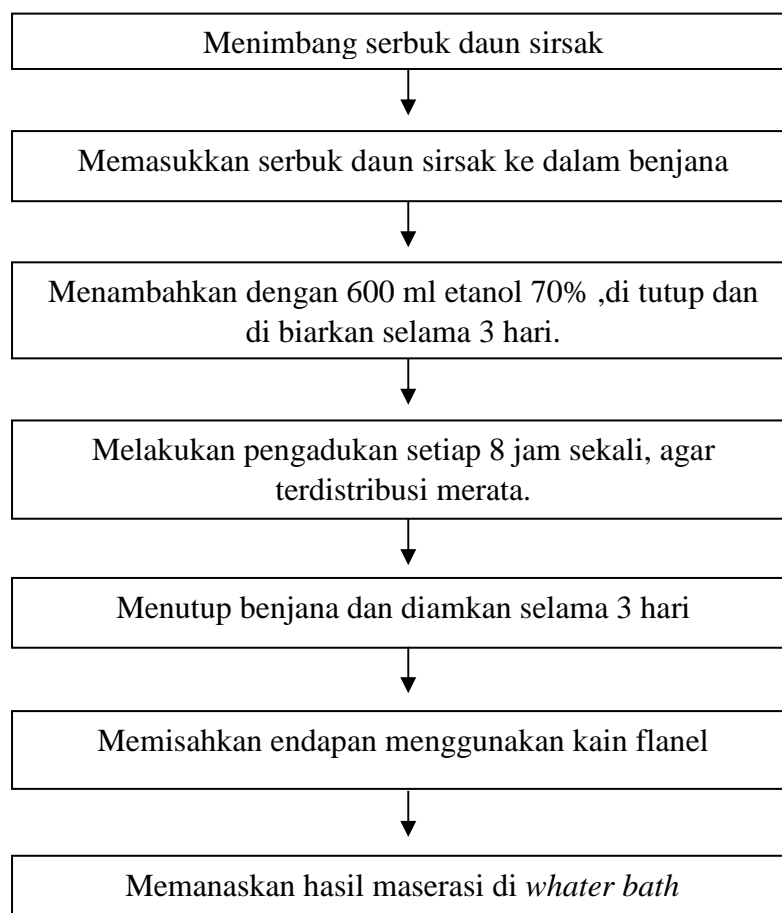 Menimbang serbuk daun sirsak
Memasukkan serbuk daun sirsak ke dalam benjana
Menambahkan dengan 600 ml etanol 70% ,di tutup dan
di biarkan selama 3 hari.
Melakukan pengadukan setiap 8 jam sekali, agar
terdistribusi merata.
Menutup benjana dan diamkan selama 3 hari
Memisahkan endapan menggunakan kain flanel
Memanaskan hasil maserasi di whater bath